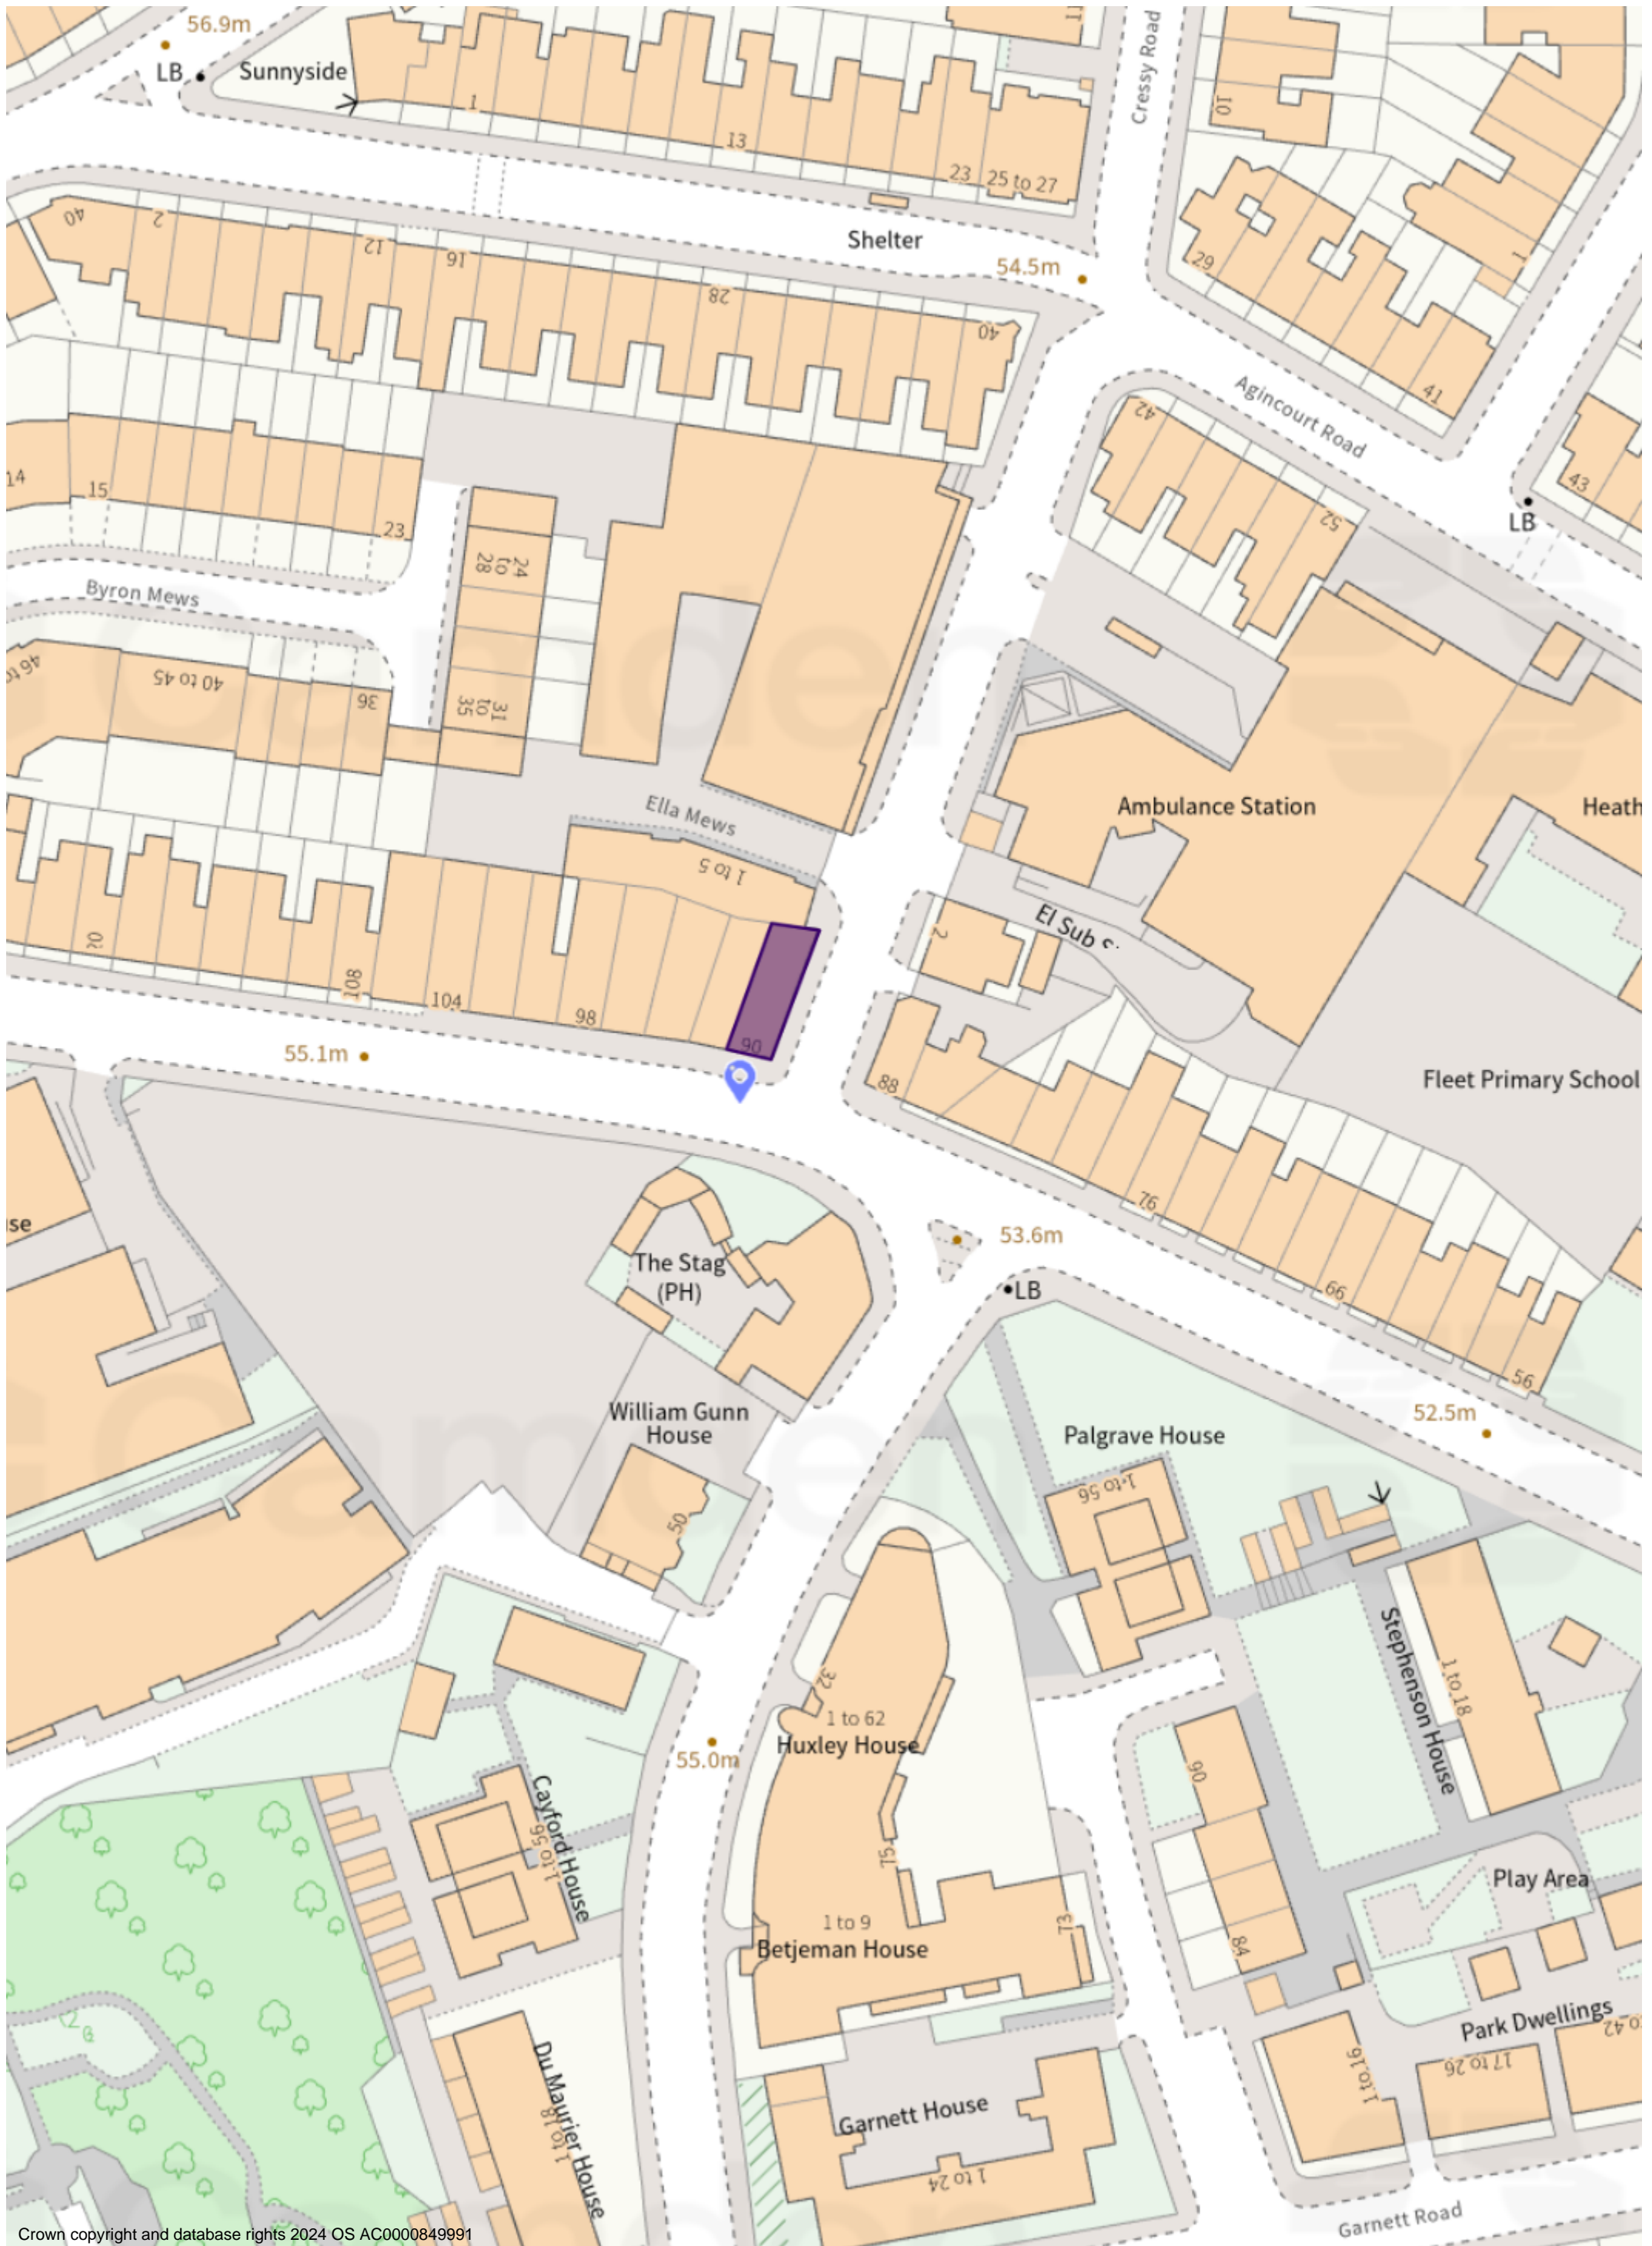 56.9m
LB
Sunnyside
1
13
23
25 to 27
Cressy Road
10
11
40
2
12
16
28
40
Shelter
54.5m
29
41
1
Agincourt Road
42
52
43
LB
14
15
23
Byron Mews
24
to
28
31
to
35
46 to
40 to 45
36
Camden
Ella Mews
1 to 5
Ambulance Station
Heath
El Sub S
2
20
108
104
98
90
88
55.1m
Fleet Primary School
76
66
56
53.6m
LB
The Stag
(PH)
se
William Gunn
House
50
52.5m
Palgrave House
1 to 56
Camden
Stephenson House
1 to 18
32
1 to 62
Huxley House
55.0m
75
Cayford House
1 to 56
90
84
Play Area
1 to 9
Betjeman House
73
Park Dwellings
1 to 16
17 to 26
to 42
Du Maurier House
1 to 18
Garnett House
1 to 24
Garnett Road
Crown copyright and database rights 2024 OS AC0000849991